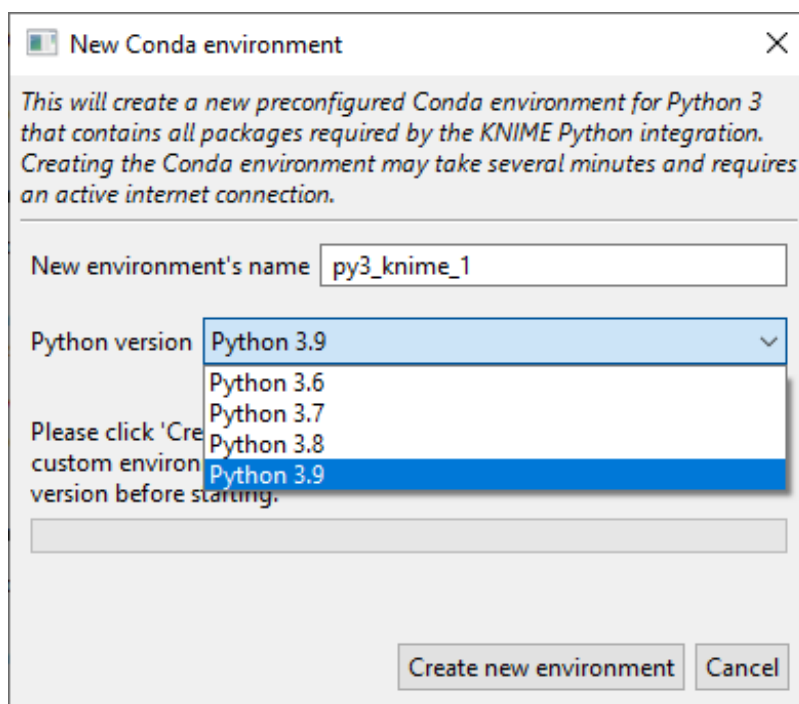 New Conda environment
This will create a new preconfigured Conda environment for Python 3
that contains all packages required by the KNIME Python integration.
Creating the Conda environment may take several minutes and requires
an active internet connection.
New environment's name py3_knime_1
Python version Python 3.9
Python 3.6
Python 3.7
Please click 'Cre
Python 3.8
custom environ
Python 3.9
version before starting.
Create new environment Cancel